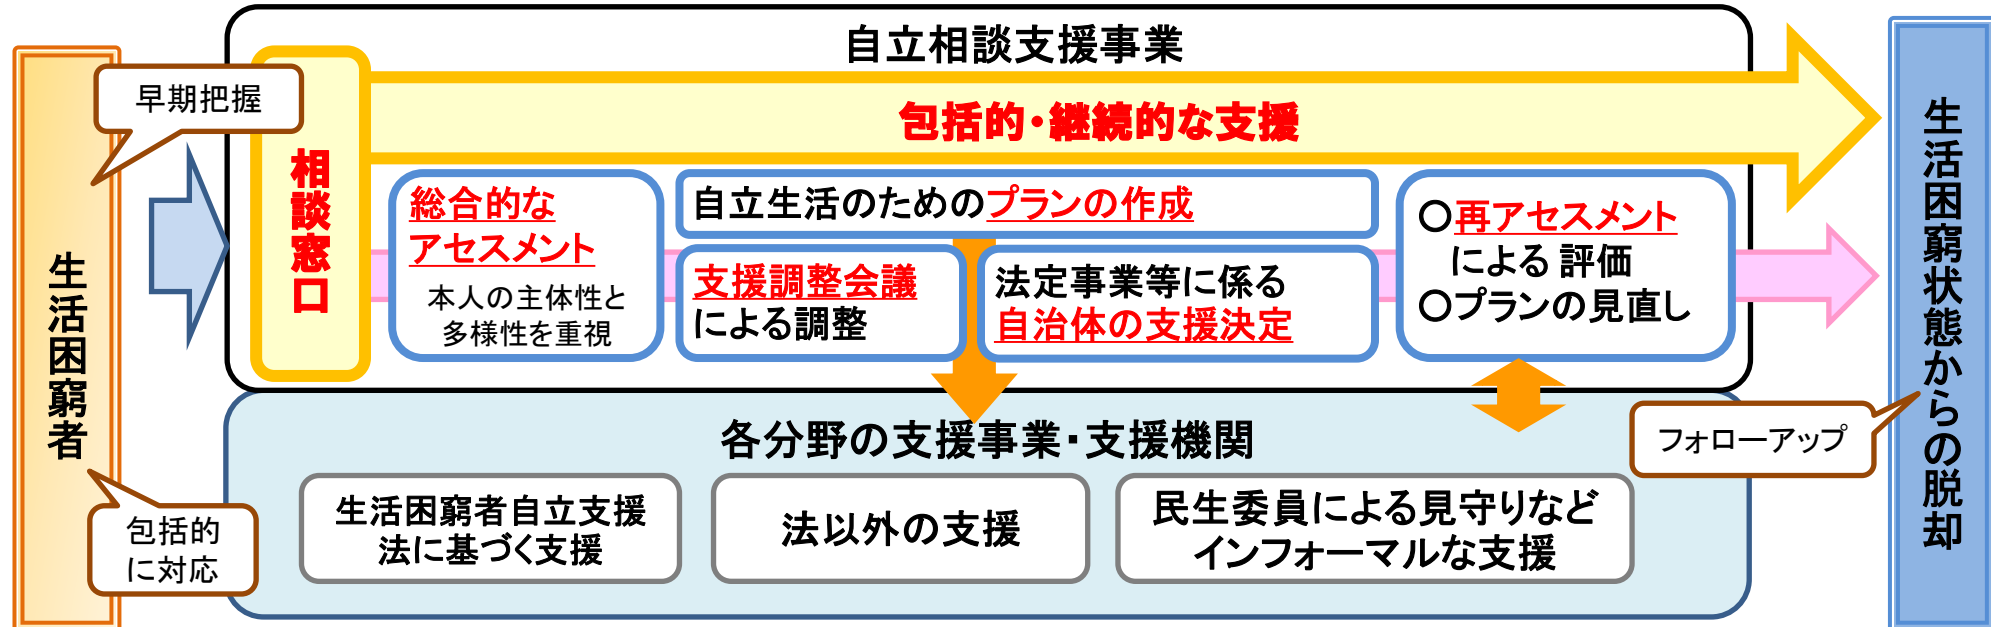 自立相談支援事業
早期把握
包括的・継続的な支援
生活困窮者
相談窓口
総合的な
アセスメント
本人の主体性と
多様性を重視
自立生活のためのプランの作成
支援調整会議
による調整
法定事業等に係る
自治体の支援決定
○再アセスメント
による 評価
○プランの見直し
生活困窮状態からの脱却
各分野の支援事業・支援機関
フォローアップ
包括的
に対応
生活困窮者自立支援
法に基づく支援
法以外の支援
民生委員による見守りなど
インフォーマルな支援